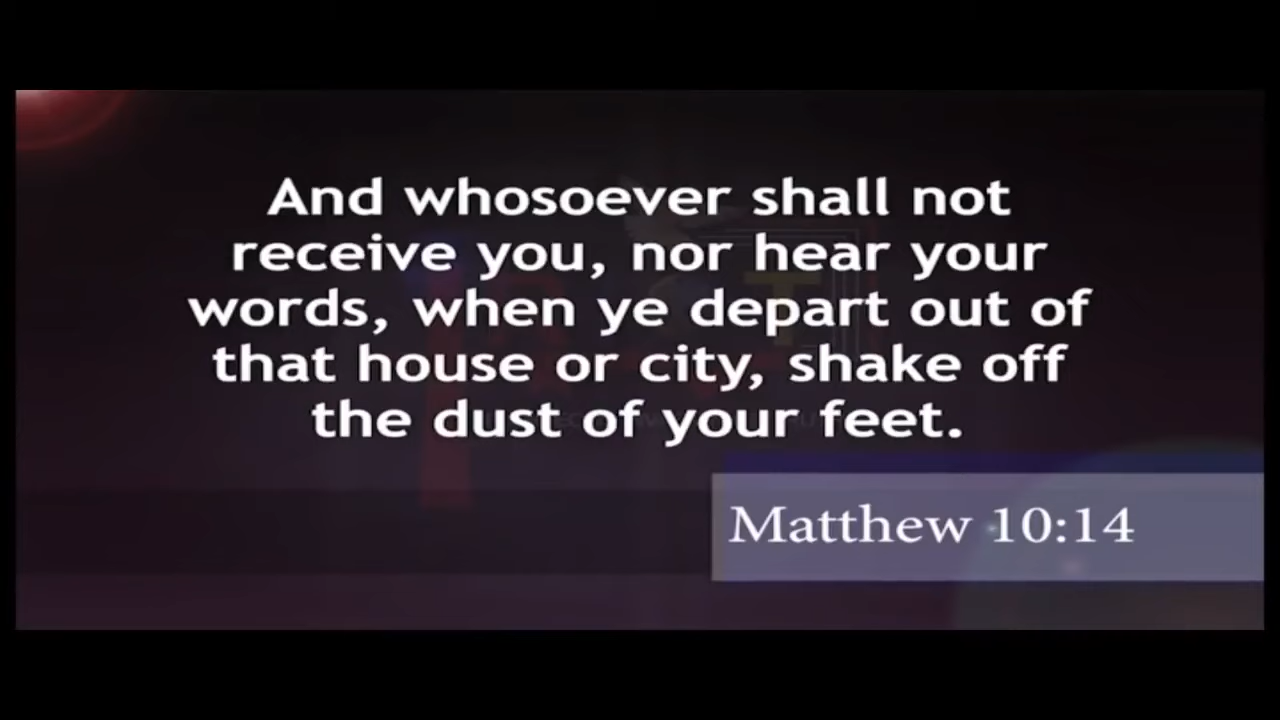 And whosoever shall not
receive you, nor hear your
words, when ye depart out of
that house or city, shake off
the dust of your feet.
Matthew 10:14